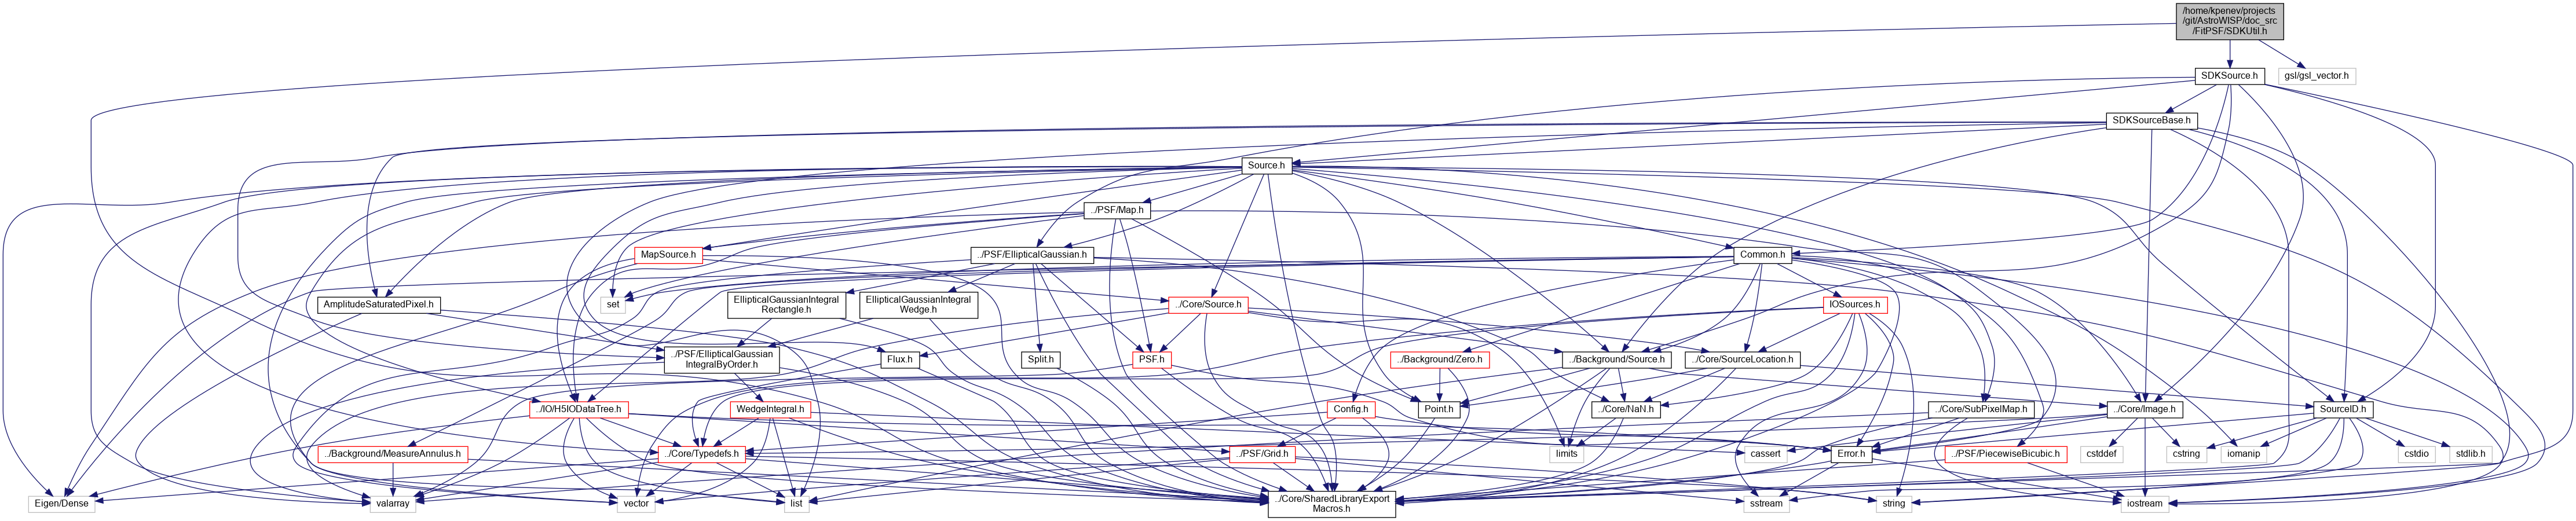 /home/kpenev/projects
/git/AstroWISP/doc_src
/FitPSF/SDKUtil.h
SDKSource.h
gsl/gsl_vector.h
SDKSourceBase.h
Source.h
../PSF/Map.h
MapSource.h
../PSF/EllipticalGaussian.h
Common.h
AmplitudeSaturatedPixel.h
set
EllipticalGaussianIntegral
Rectangle.h
EllipticalGaussianIntegral
Wedge.h
../Core/Source.h
IOSources.h
../PSF/EllipticalGaussian
IntegralByOrder.h
Flux.h
Split.h
PSF.h
../Background/Zero.h
../Background/Source.h
../Core/SourceLocation.h
../IO/H5IODataTree.h
WedgeIntegral.h
Config.h
Point.h
../Core/NaN.h
../Core/SubPixelMap.h
../Core/Image.h
SourceID.h
../Background/MeasureAnnulus.h
../Core/Typedefs.h
../PSF/Grid.h
limits
cassert
Error.h
../PSF/PiecewiseBicubic.h
cstddef
cstring
iomanip
cstdio
stdlib.h
Eigen/Dense
valarray
vector
list
../Core/SharedLibraryExport
Macros.h
sstream
string
iostream